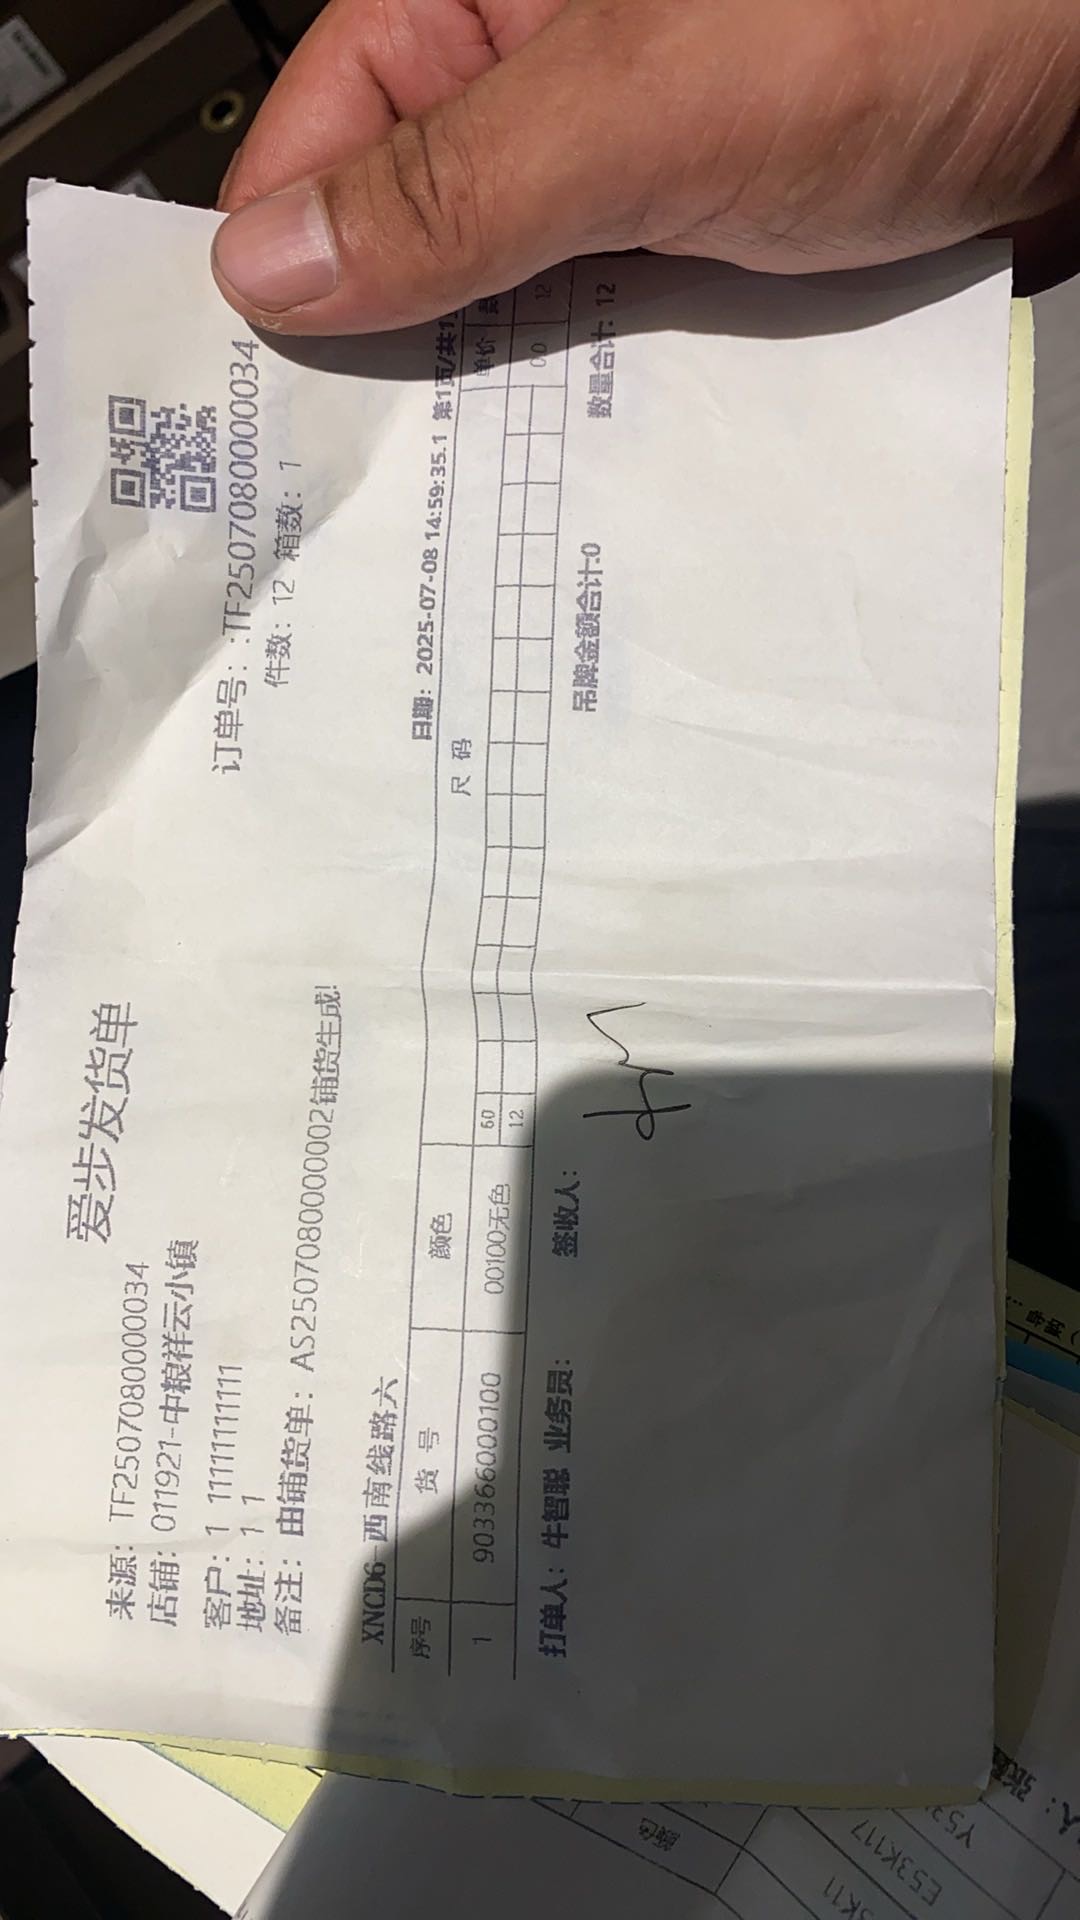 爱步发货单
来源: TF25070800000034
店铺: 011921-中粮祥云小镇
订单号: :TF25070800000034
客户: 1 11111111111
件数: 12 箱数: 1
地址: 1 1
备注: 由铺货单: AS25070800000002铺货生成!
XNCD6-西南线路六
日期: 2025-07-08 14:59:35.1 第1页/共1
序号 货 号 颜色 尺 码 单价
60
1 903366000100 00100无色 12 00 12
打单人: 牛智聪 业务员: 签收人: 吊牌金额合计:0 数量合计: 12
颜色
E53K117